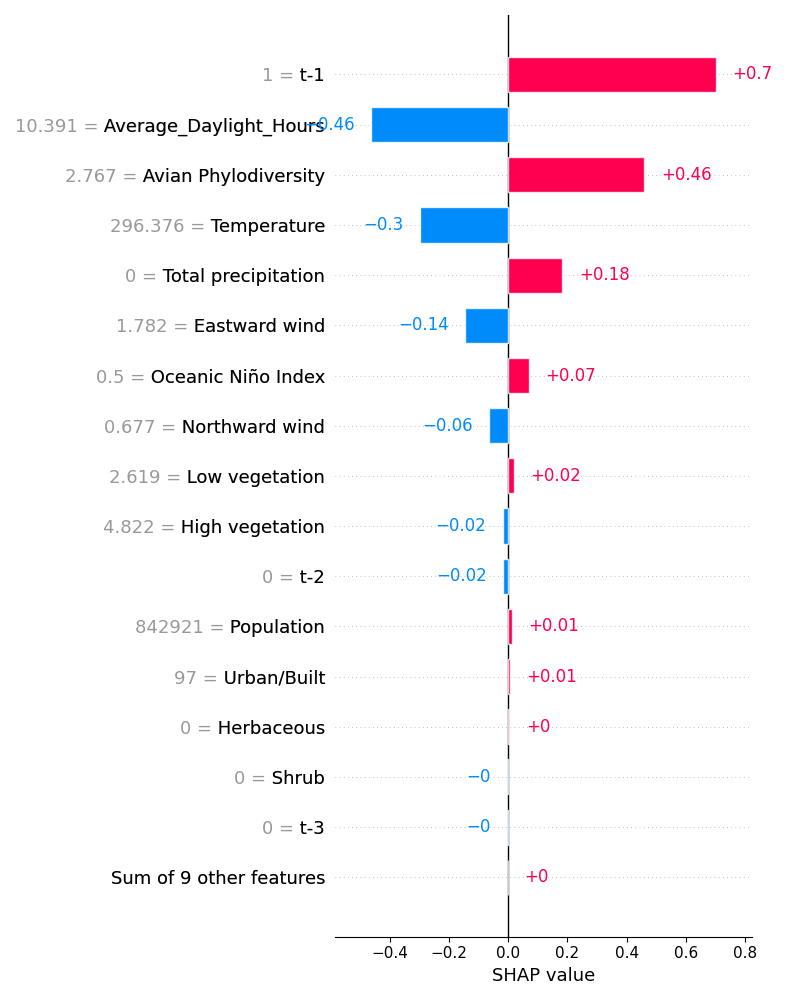 1 = t-1 +0.7
10.391 = Average_Daylight_Hours −0.46
2.767 = Avian Phylodiversity +0.46
296.376 = Temperature −0.3
0 = Total precipitation +0.18
1.782 = Eastward wind −0.14
0.5 = Oceanic Niño Index +0.07
0.677 = Northward wind −0.06
2.619 = Low vegetation +0.02
4.822 = High vegetation −0.02
0 = t-2 −0.02
842921 = Population +0.01
97 = Urban/Built +0.01
0 = Herbaceous +0
0 = Shrub −0
0 = t-3 −0
Sum of 9 other features +0
−0.4 −0.2 0.0 0.2 0.4 0.6 0.8
SHAP value